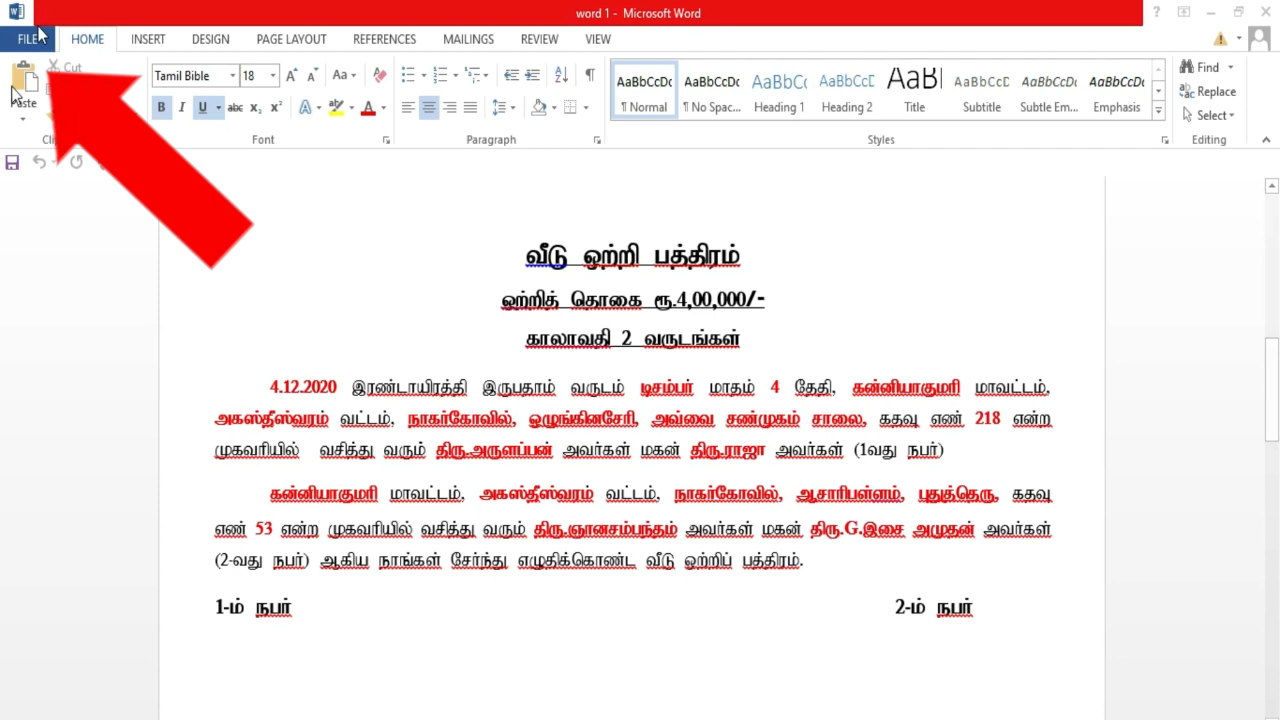 word 1 - Microsoft Word
FILE HOME INSERT DESIGN PAGE LAYOUT REFERENCES MAILINGS REVIEW VIEW
Cut
Tamil Bible 18 Aa
AaBbCcDc AaBbCcDc AaBbCc AaBbCcD AaBl AaBbCcD AaBbCcDc AaBbCcDc
¶ Normal ¶ No Spac... Heading 1 Heading 2 Title Subtitle Subtle Em... Emphasis
Find
Replace
Select
Font Paragraph Styles Editing
வீடு ஒற்றி பத்திரம்
ஒற்றித் தொகை ரூ.4,00,000/-
காலாவதி 2 வருடங்கள்
4.12.2020 இரண்டாயிரத்தி இருபதாம் வருடம் டிசம்பர் மாதம் 4 தேதி, கன்னியாகுமரி மாவட்டம்,
அகஸ்தீஸ்வரம் வட்டம், நாகர்கோவில், ஒழுங்கினசேரி, அவ்வை சண்முகம் சாலை, கதவு எண் 218 என்ற
முகவரியில் வசித்து வரும் திரு.அருளப்பன் அவர்கள் மகன் திரு.ராஜா அவர்கள் (1வது நபர்)
கன்னியாகுமரி மாவட்டம், அகஸ்தீஸ்வரம் வட்டம், நாகர்கோவில், ஆசாரிபள்ளம், புதுத்தெரு, கதவு
எண் 53 என்ற முகவரியில் வசித்து வரும் திரு.ஞானசம்பந்தம் அவர்கள் மகன் திரு.G.இசை அமுதன் அவர்கள்
(2-வது நபர்) ஆகிய நாங்கள் சேர்ந்து எழுதிக்கொண்ட வீடு ஒற்றிப் பத்திரம்.
1-ம் நபர் 2-ம் நபர்